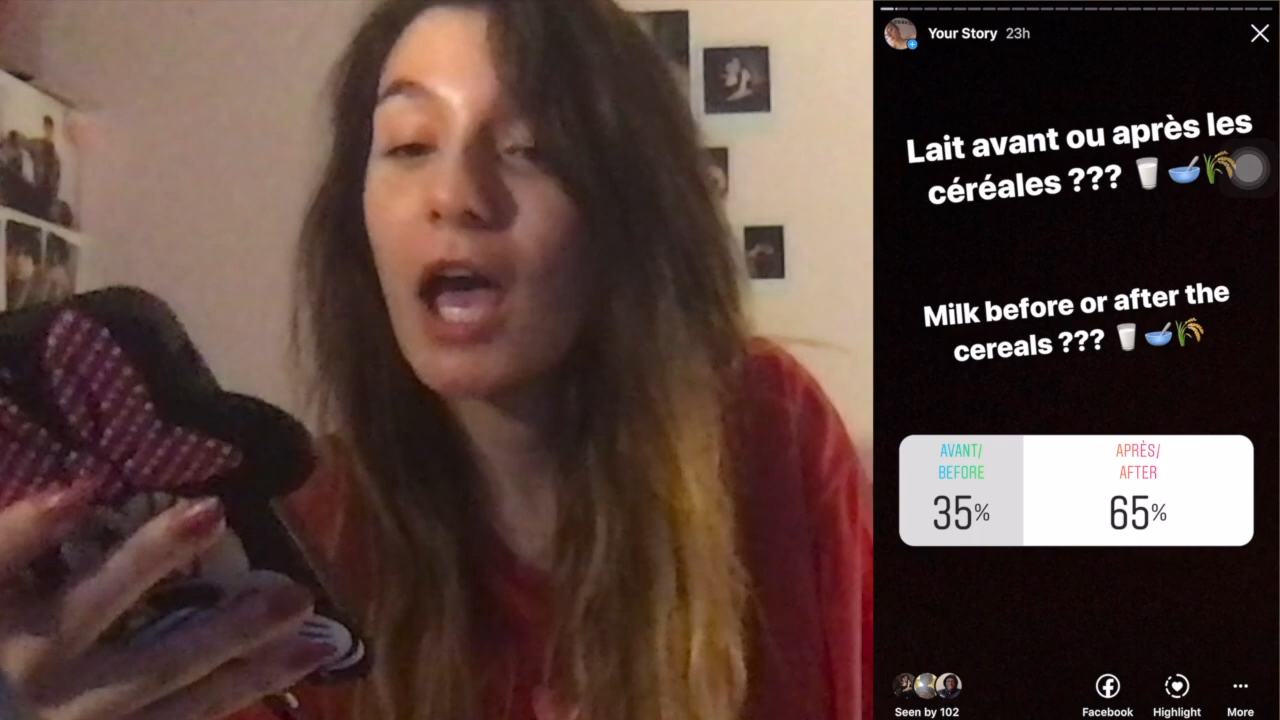 Your Story 23h
Lait avant ou après les
céréales ???
Milk before or after the
cereals ???
AVANT/
BEFORE
35%
APRÈS/
AFTER
65%
Seen by 102
Facebook
Highlight
More